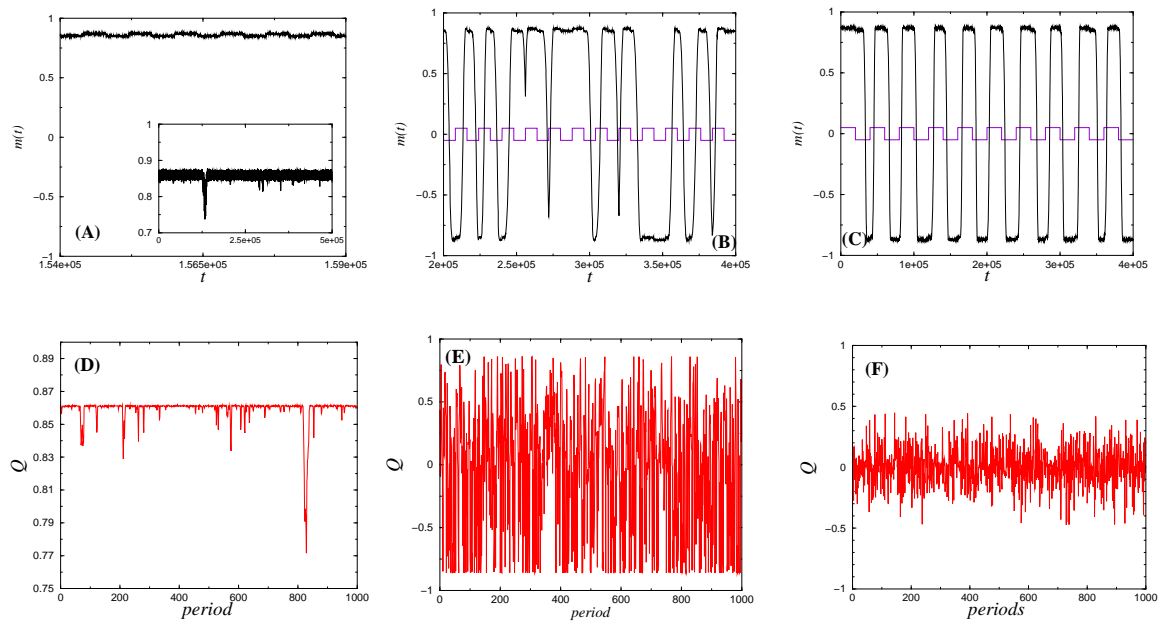 1
0.5
0
−0.5
−1
m(t)
(A)
1
0.9
0.8
0.7
0
2.5e+05
5e+05
1.54e+05
1.565e+05
1.59e+05
t
1
0.5
0
−0.5
−1
m(t)
(B)
2e+05
2.5e+05
3e+05
3.5e+05
4e+05
t
1
0.5
0
−0.5
−1
m(t)
(C)
0
1e+05
2e+05
3e+05
4e+05
t
0.89
0.87
0.85
0.83
0.81
0.79
0.77
0.75
Q
(D)
0
200
400
600
800
1000
period
1
0.5
0
−0.5
−1
Q
(E)
0
200
400
600
800
1000
period
1
0.5
0
−0.5
−1
Q
(F)
0
200
400
600
800
1000
periods